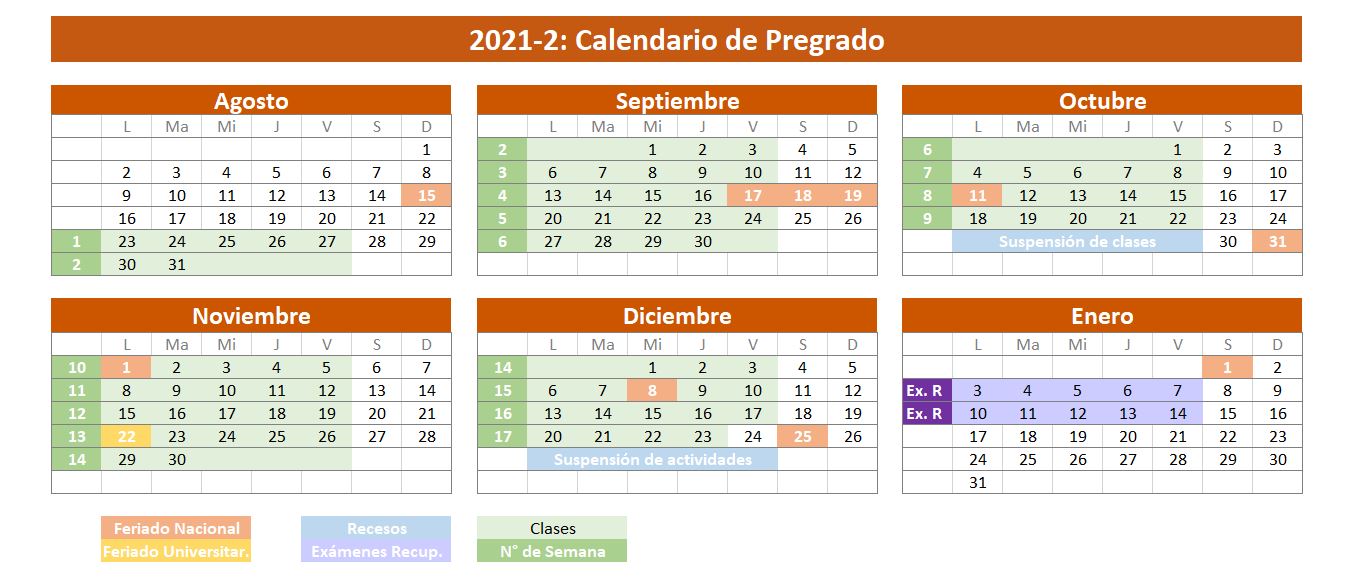 2021-2: Calendario de Pregrado
Agosto
L Ma Mi J V S D
1
2 3 4 5 6 7 8
9 10 11 12 13 14 15
16 17 18 19 20 21 22
1 23 24 25 26 27 28 29
2 30 31
Septiembre
L Ma Mi J V S D
2 1 2 3 4 5
3 6 7 8 9 10 11 12
4 13 14 15 16 17 18 19
5 20 21 22 23 24 25 26
6 27 28 29 30
Octubre
L Ma Mi J V S D
6 1 2 3
7 4 5 6 7 8 9 10
8 11 12 13 14 15 16 17
9 18 19 20 21 22 23 24
Suspensión de clases 30 31
Noviembre
L Ma Mi J V S D
10 1 2 3 4 5 6 7
11 8 9 10 11 12 13 14
12 15 16 17 18 19 20 21
13 22 23 24 25 26 27 28
14 29 30
Diciembre
L Ma Mi J V S D
14 1 2 3 4 5
15 6 7 8 9 10 11 12
16 13 14 15 16 17 18 19
17 20 21 22 23 24 25 26
Suspensión de actividades
Enero
L Ma Mi J V S D
1 2
Ex. R 3 4 5 6 7 8 9
Ex. R 10 11 12 13 14 15 16
17 18 19 20 21 22 23
24 25 26 27 28 29 30
31
Feriado Nacional Recesos Clases
Feriado Universitar. Exámenes Recup. N° de Semana